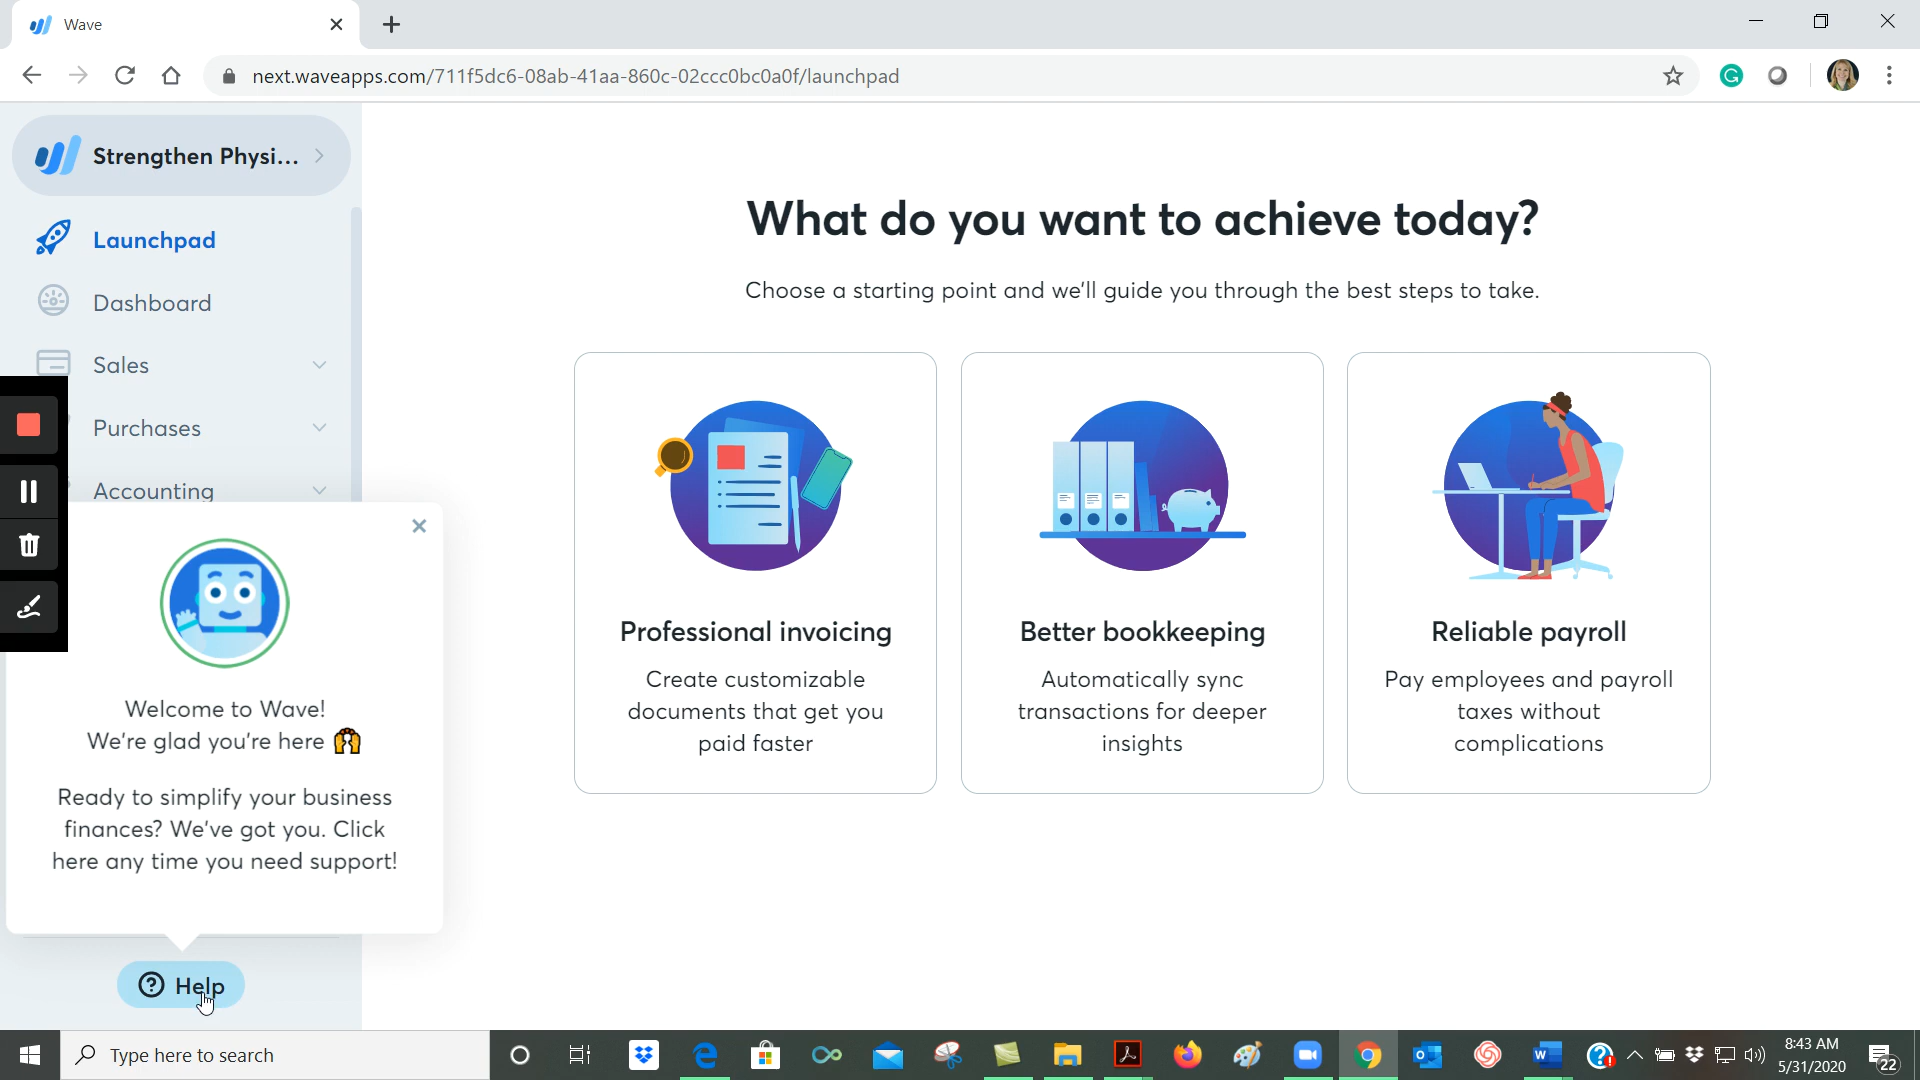 Wave
next.waveapps.com/711f5dc6-08ab-41aa-860c-02ccc0bc0a0f/launchpad
Strengthen Physi...
Launchpad
Dashboard
Sales
Purchases
Accounting
Welcome to Wave!
We're glad you're here
Ready to simplify your business
finances? We've got you. Click
here any time you need support!
Help
What do you want to achieve today?
Choose a starting point and we'll guide you through the best steps to take.
Professional invoicing
Create customizable
documents that get you
paid faster
Better bookkeeping
Automatically sync
transactions for deeper
insights
Reliable payroll
Pay employees and payroll
taxes without
complications
Type here to search
8:43 AM
5/31/2020
22